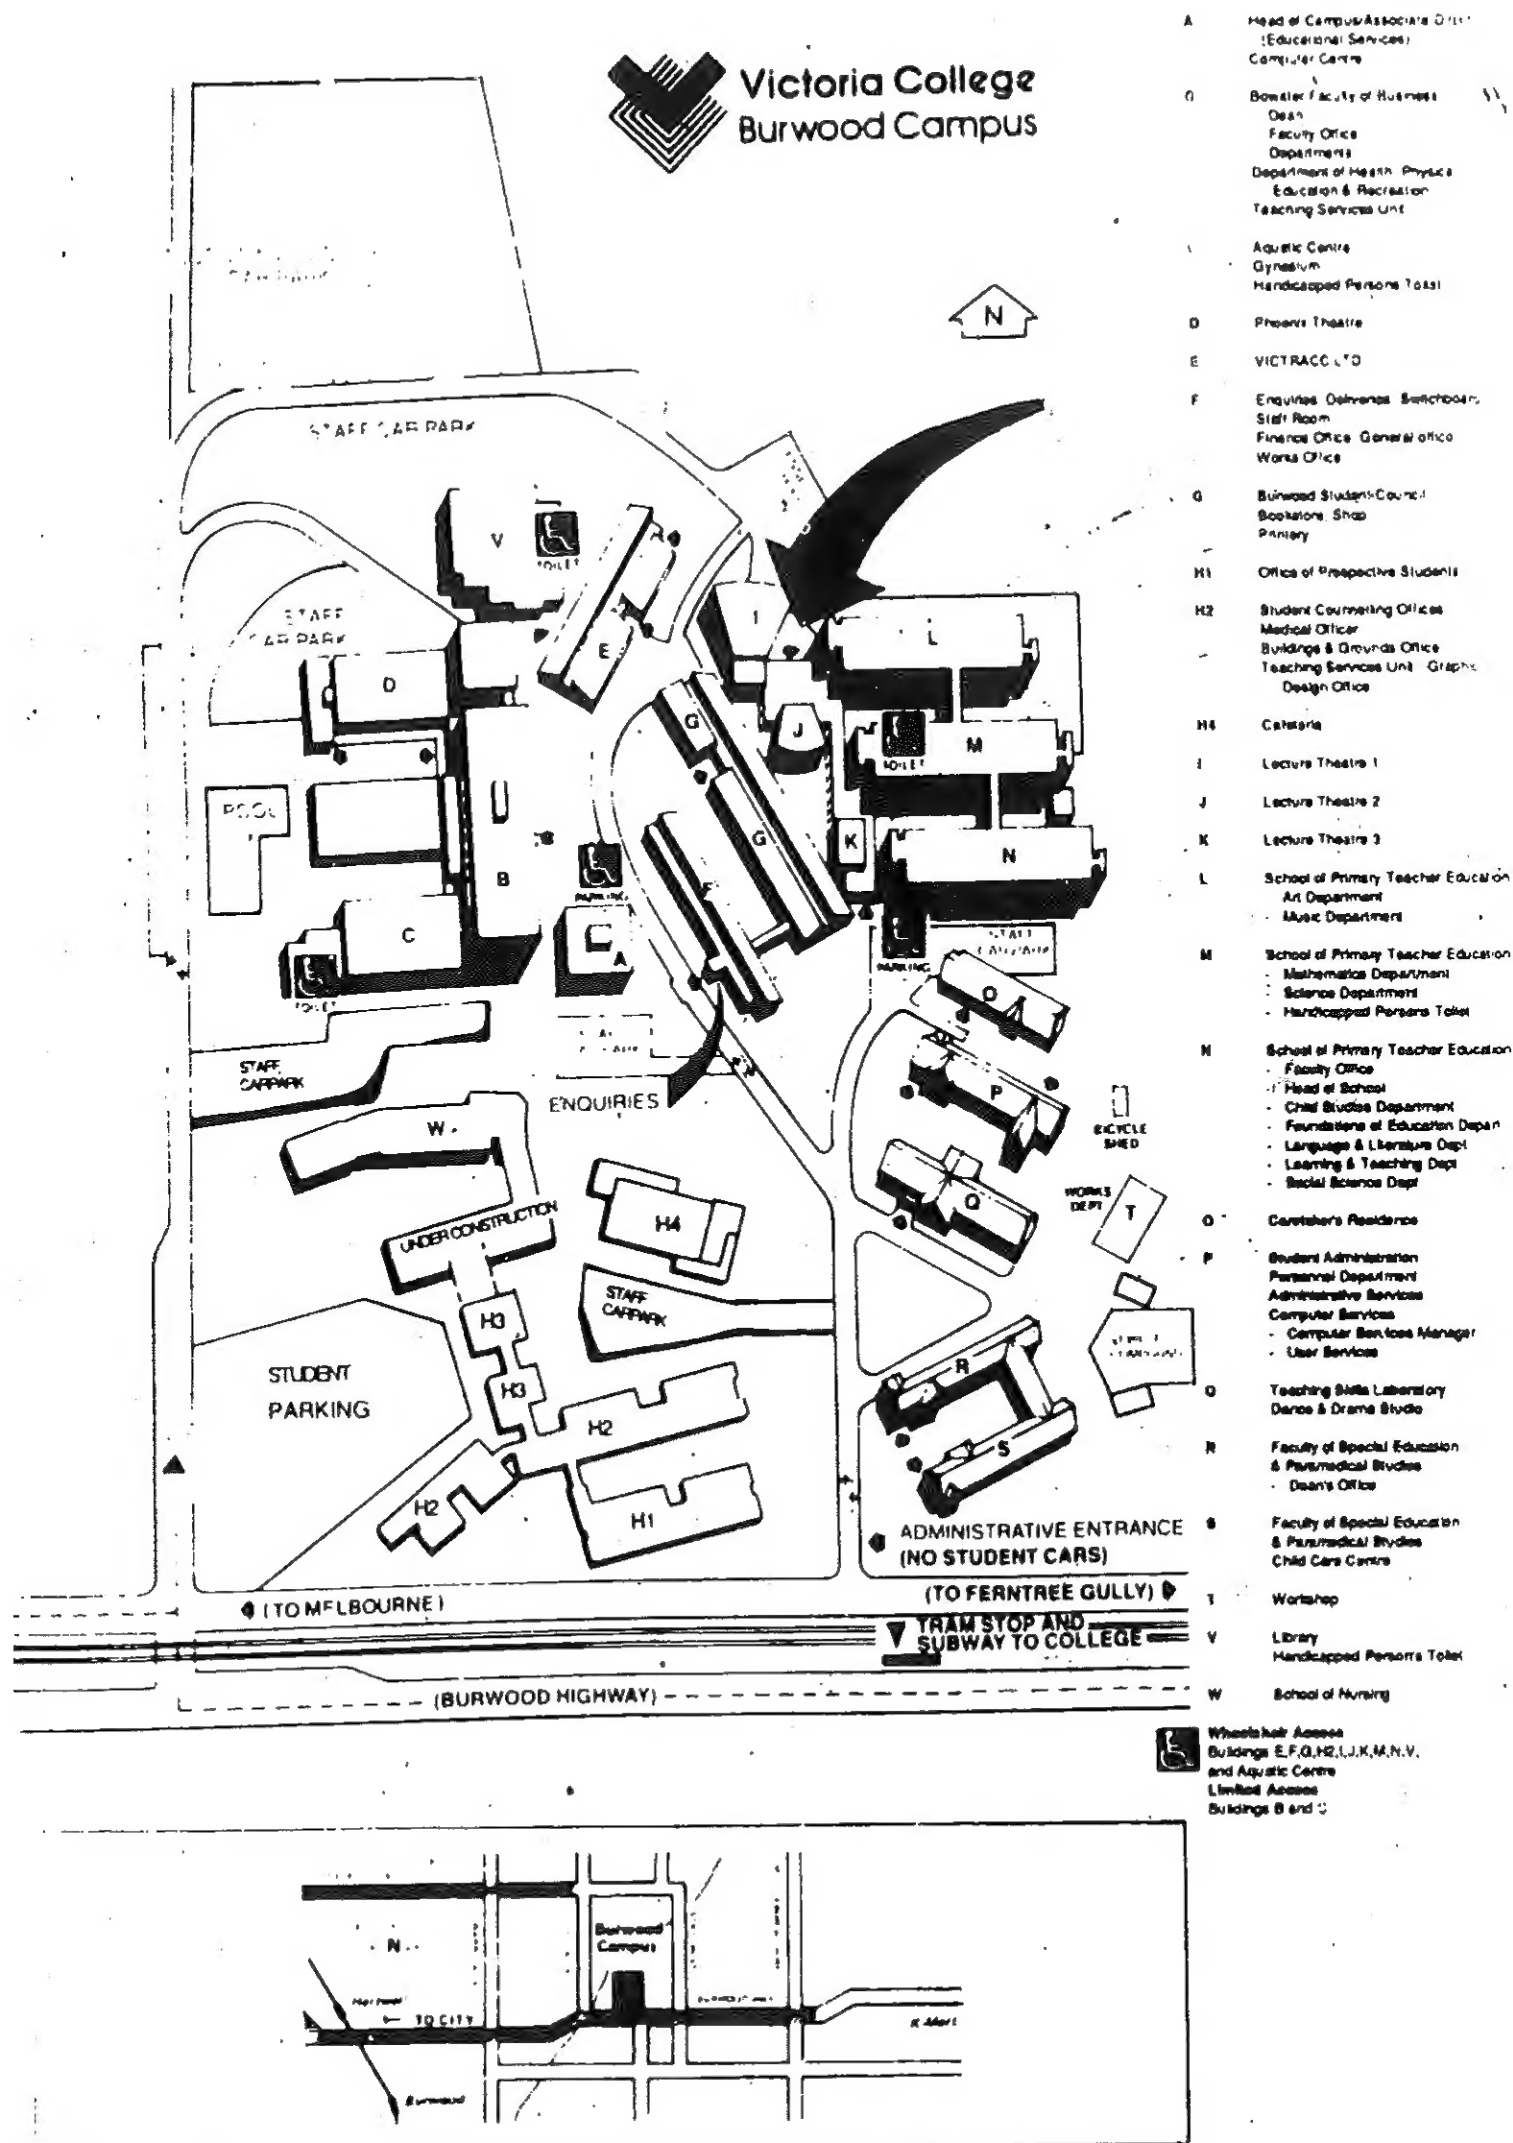 Victoria College
Burwood Campus
N
STAFF CAR PARK
V
TOILET
STAFF
CAR PARK
E
I
L
D
G
J
TOILET
M
POOL
B
PARKING
G
K
N
F
C
A
TOILET
PARKING
STAFF
CARPARK
O
STAFF
CARPARK
ENQUIRIES
P
BICYCLE
SHED
W
WORKS
DEPT
T
Q
UNDER CONSTRUCTION
H4
STAFF
CARPARK
H3
STUDENT
PARKING
H3
R
H2
S
H2
H1
ADMINISTRATIVE ENTRANCE
(NO STUDENT CARS)
(TO MELBOURNE)
(TO FERNTREE GULLY)
TRAM STOP AND
SUBWAY TO COLLEGE
(BURWOOD HIGHWAY)
A Head of Campus/Associate
(Educational Services)
Computer Centre
Faculty of Business
Dean
Faculty Office
Departments
Department of Health Physical
Education & Recreation
Teaching Services Unit
Aquatic Centre
Handicapped Persons Toilet
D Phoenix Theatre
E VICTRACC LTD
F Enquiries Deliveries Switchboard
Staff Room
Finance Office General office
Works Office
G Burwood Student Council
Bookstore Shop
Printery
H1 Office of Prospective Students
H2 Student Counselling Offices
Medical Officer
Buildings & Grounds Office
Teaching Services Unit Graphic
Design Office
H4 Cafeteria
I Lecture Theatre 1
J Lecture Theatre 2
K Lecture Theatre 3
L School of Primary Teacher Education
Art Department
- Music Department
M School of Primary Teacher Education
- Mathematics Department
- Science Department
- Handicapped Persons Toilet
N School of Primary Teacher Education
- Faculty Office
- Head of School
- Child Studies Department
- Foundations of Education Depart
- Language & Literature Dept
- Learning & Teaching Dept
- Social Science Dept
O Caretaker's Residence
P Student Administration
Personnel Department
Administrative Services
Computer Services
- Computer Services Manager
- User Services
Q Teaching Skills Laboratory
Dance & Drama Studio
R Faculty of Special Education
& Paramedical Studies
- Dean's Office
S Faculty of Special Education
& Paramedical Studies
Child Care Centre
T Workshop
V Library
Handicapped Persons Toilet
W School of Nursing
Wheelchair Access
Buildings E,F,G,H2,I,J,K,M,N,V,
and Aquatic Centre
Limited Access
Buildings B and C
Burwood
Campus
N
TO CITY
K Mart
Burwood